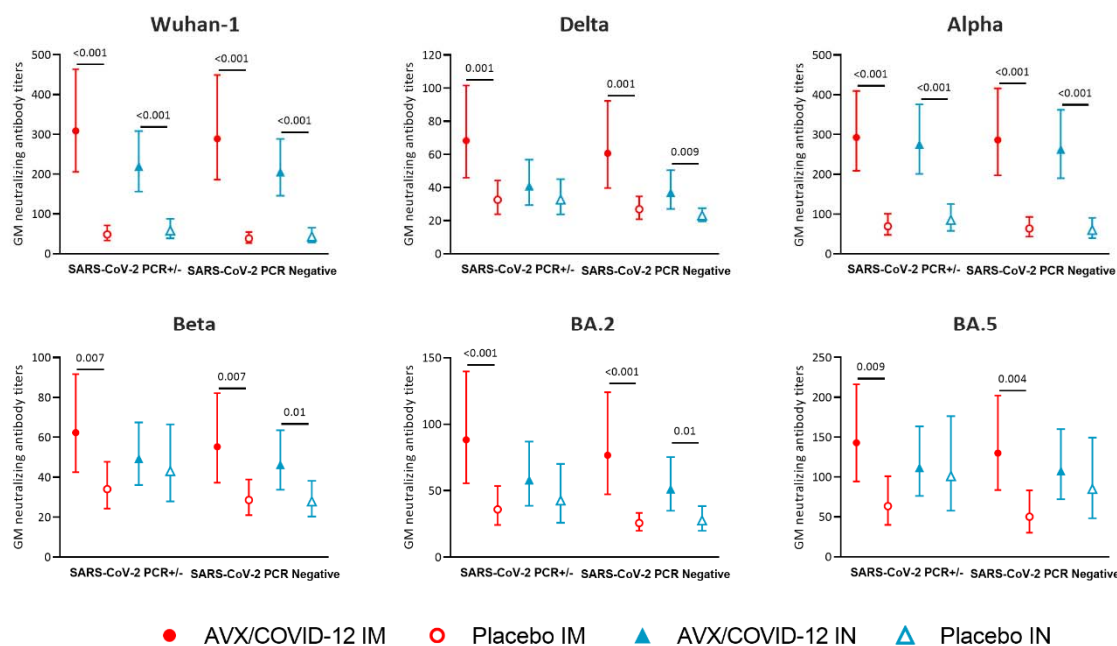 Wuhan-1
GM neutralizing antibody titers
500
400
300
200
100
0
<0.001
<0.001
<0.001
<0.001
SARS-CoV-2 PCR+/-
SARS-CoV-2 PCR Negative
Delta
GM neutralizing antibody titers
120
100
80
60
40
20
0
0.001
0.001
0.009
SARS-CoV-2 PCR+/-
SARS-CoV-2 PCR Negative
Alpha
GM neutralizing antibody titers
500
400
300
200
100
0
<0.001
<0.001
<0.001
<0.001
SARS-CoV-2 PCR+/-
SARS-CoV-2 PCR Negative
Beta
GM neutralizing antibody titers
100
80
60
40
20
0
0.007
0.007
0.01
SARS-CoV-2 PCR+/-
SARS-CoV-2 PCR Negative
BA.2
GM neutralizing antibody titers
150
100
50
0
<0.001
<0.001
0.01
SARS-CoV-2 PCR+/-
SARS-CoV-2 PCR Negative
BA.5
GM neutralizing antibody titers
250
200
150
100
50
0
0.009
0.004
SARS-CoV-2 PCR+/-
SARS-CoV-2 PCR Negative
AVX/COVID-12 IM
Placebo IM
AVX/COVID-12 IN
Placebo IN